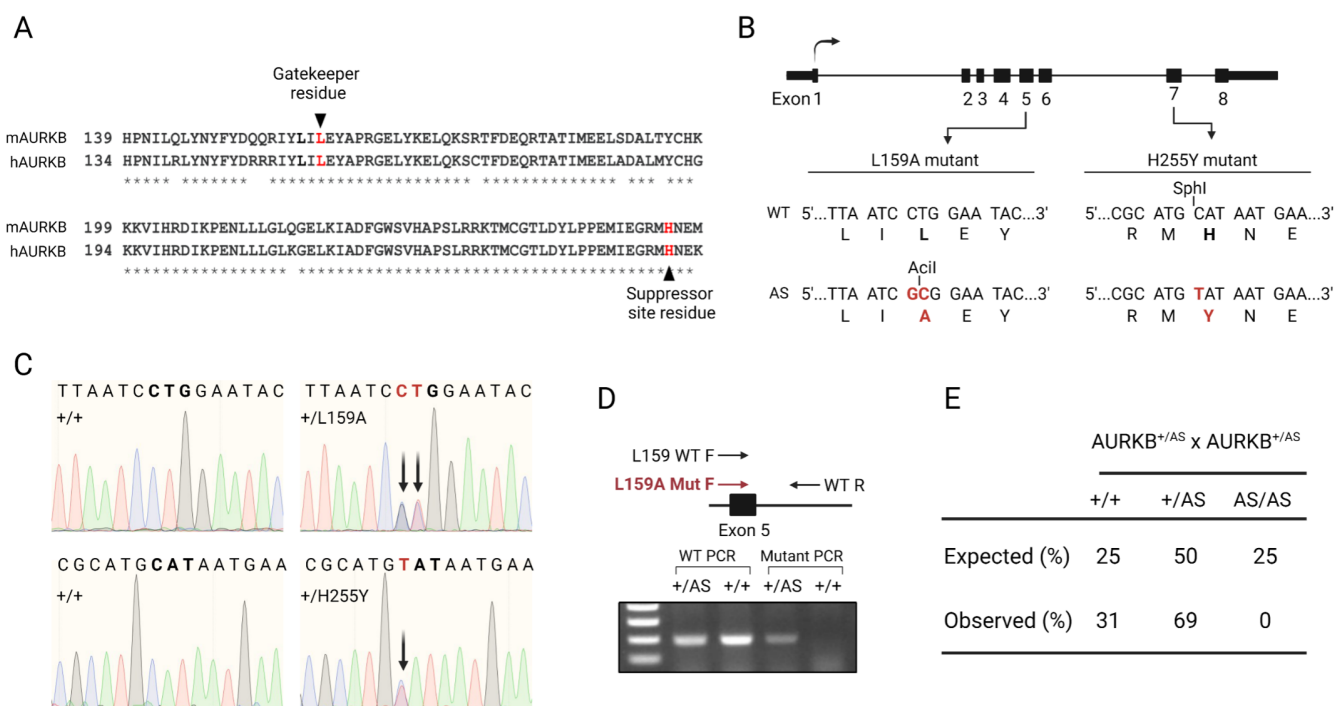 A
Gatekeeper
residue
mAURKB 139 HPNILQLYNYFYDQQRIYLILEYAPRGELYKELQKSRTFDEQRTATIMEELSDALTYCHK
hAURKB 134 HPNILRLYNYFYDRRRIYLILEYAPRGELYKELQKSCTFDEQRTATIMEELADALMYCHG
***** ******* ****************** ************** *** ***
mAURKB 199 KKVIHRDIKPENLLLGLQGELKIADFGWSVHAPSLRRKTMCGTLDYLPPEMIEGRMHNEM
hAURKB 194 KKVIHRDIKPENLLLGLKGELKIADFGWSVHAPSLRRKTMCGTLDYLPPEMIEGRMHNEK
***************** *****************************************
Suppressor
site residue
B
Exon 1 2 3 4 5 6 7 8
L159A mutant H255Y mutant
SphI
WT 5'...TTA ATC CTG GAA TAC...3' 5'...CGC ATG CAT AAT GAA...3'
L I L E Y R M H N E
AciI
AS 5'...TTA ATC GCG GAA TAC...3' 5'...CGC ATG TAT AAT GAA...3'
L I A E Y R M Y N E
C
TTAATCCTGGAATAC TTAATCCTGGAATAC
+/+ +/L159A
CGCATGCATAATGAA CGCATGTATAATGAA
+/+ +/H255Y
D
L159 WT F
L159A Mut F WT R
Exon 5
WT PCR Mutant PCR
+/AS +/+ +/AS +/+
E
AURKB+/AS x AURKB+/AS
+/+ +/AS AS/AS
Expected (%) 25 50 25
Observed (%) 31 69 0